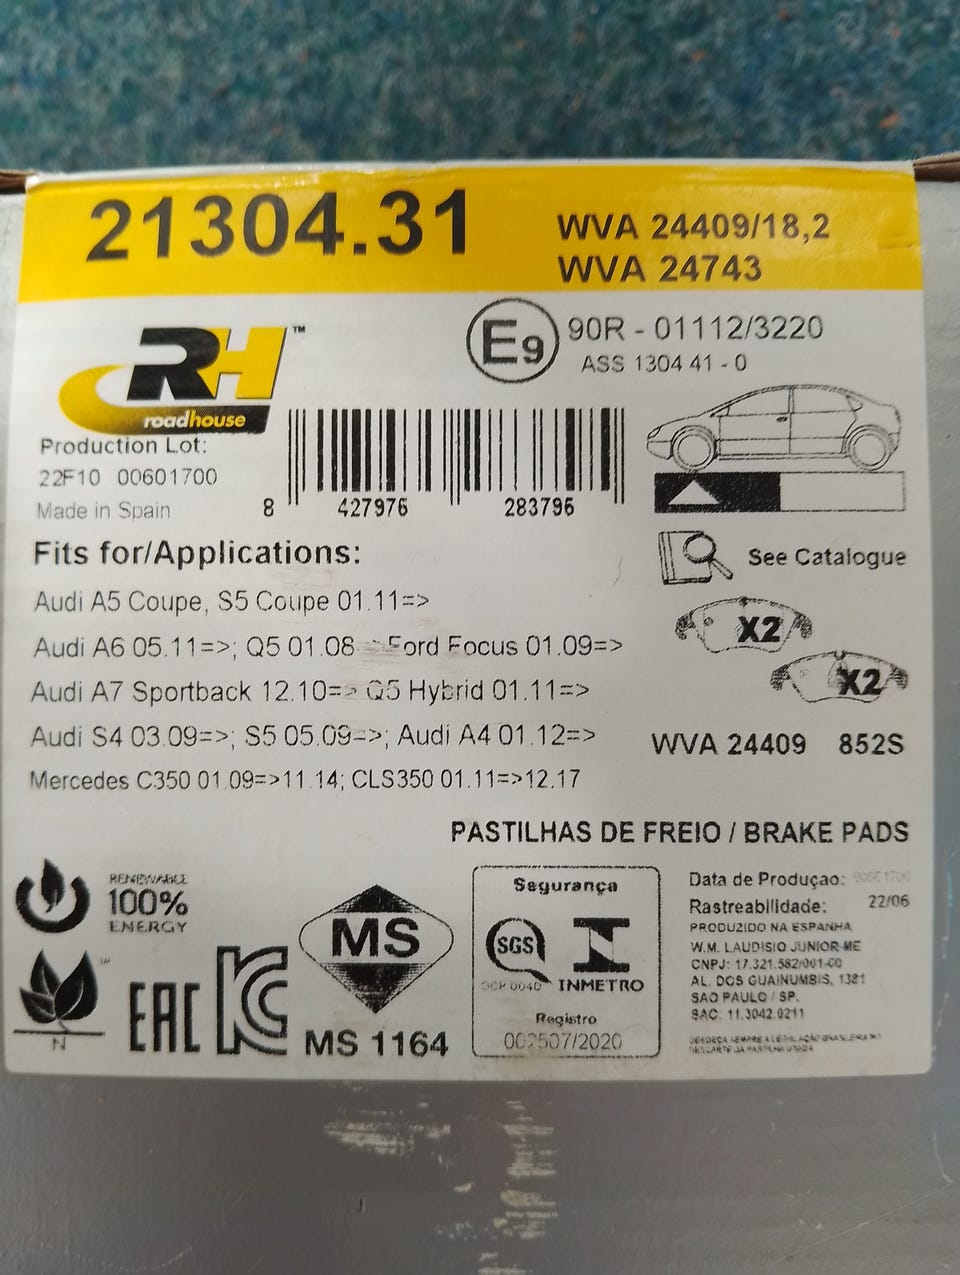 21304.31
WVA 24409/18,2
WVA 24743
RH™
roadhouse
E9
90R - 01112/3220
ASS 1304 41 - 0
Production Lot:
22F10 00601700
Made in Spain
8 427976 283796
See Catalogue
Fits for/Applications:
Audi A5 Coupe, S5 Coupe 01.11=>
Audi A6 05.11=>; Q5 01.08 => Ford Focus 01.09=>
Audi A7 Sportback 12.10=> Q5 Hybrid 01.11=>
Audi S4 03.09=>; S5 05.09=>; Audi A4 01.12=>
Mercedes C350 01.09=>11.14; CLS350 01.11=>12.17
X2
X2
WVA 24409 852S
PASTILHAS DE FREIO / BRAKE PADS
RENEWABLE
100%
ENERGY
N
EAC
KC
MS
MS 1164
Segurança
SGS
INMETRO
Registro
002507/2020
Data de Produçao:
Rastreabilidade: 22/06
PRODUZIDO NA ESPANHA
W.M. LAUDISIO JUNIOR-ME
CNPJ: 17.321.582/001-00
AL. DOS GUAINUMBIS, 1321
SAO PAULO / SP.
SAC: 11.3042.0211